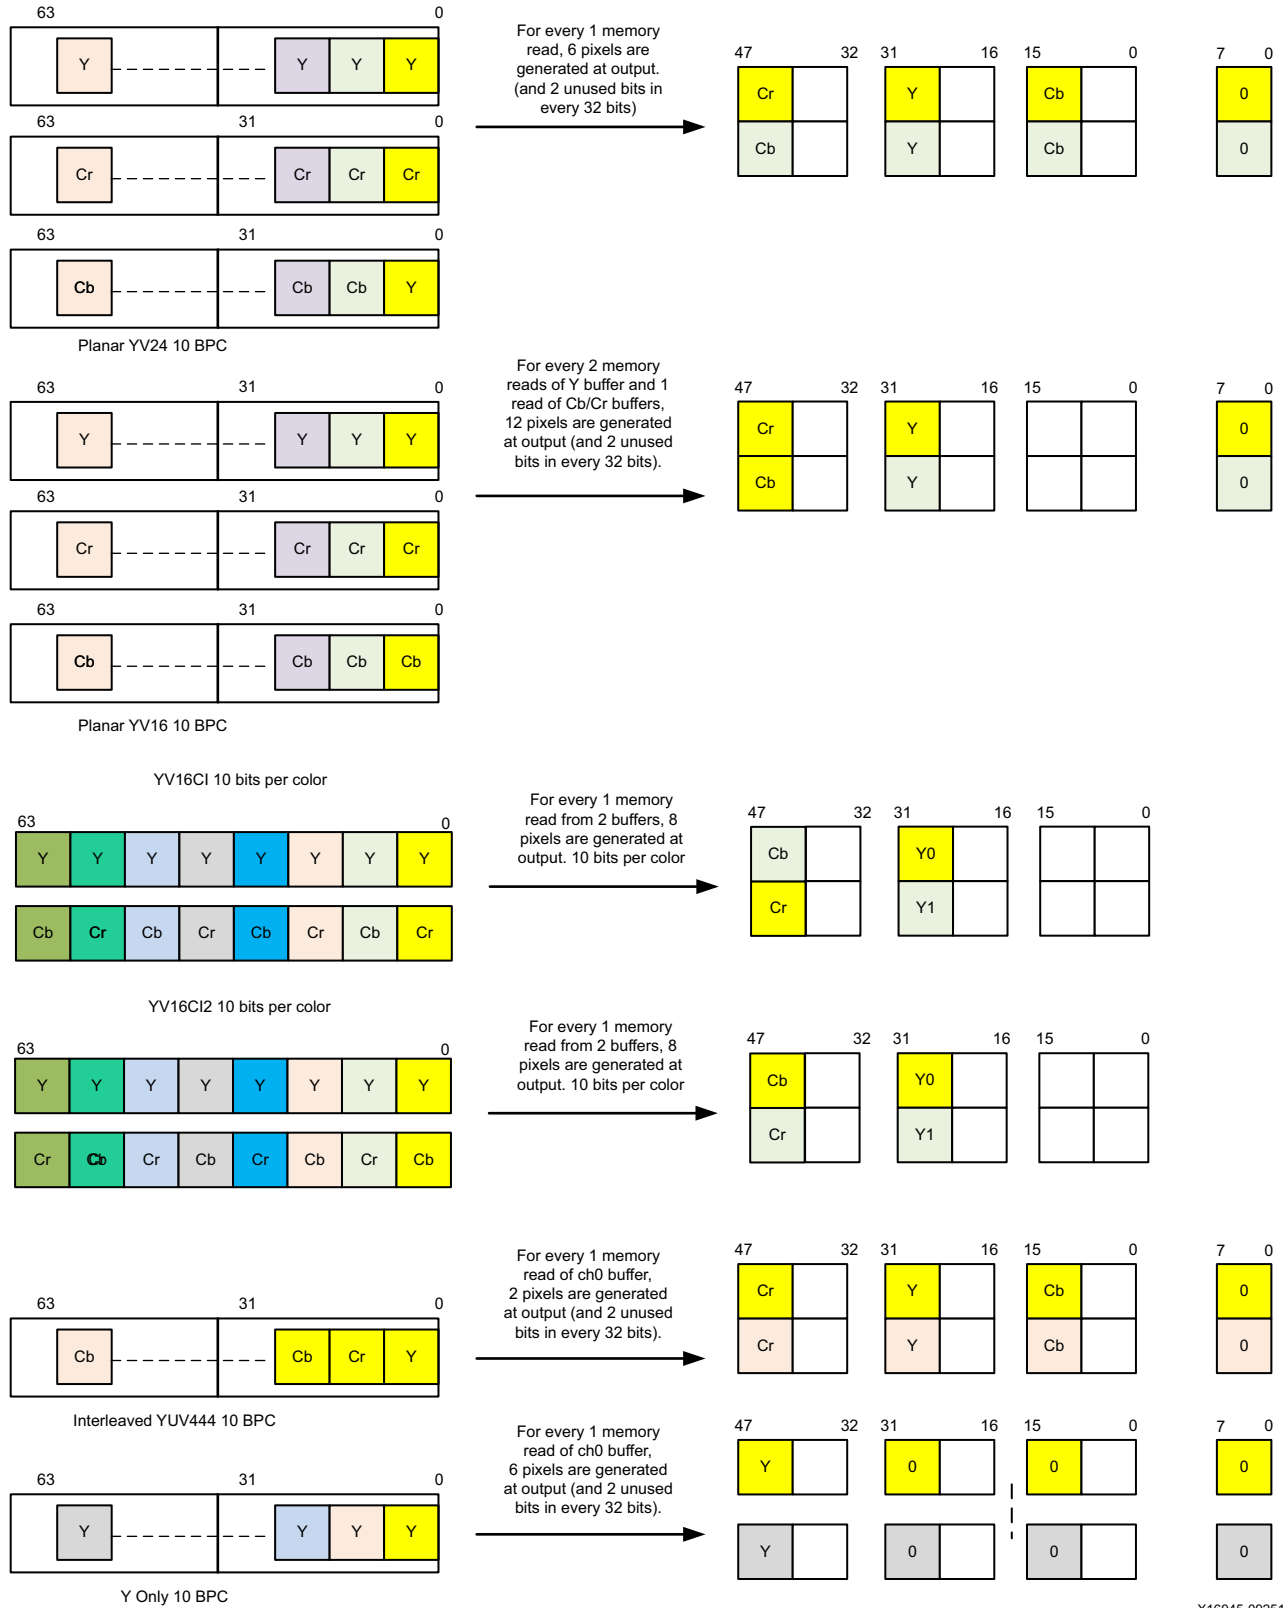 63 0
Y Y Y Y
For every 1 memory
read, 6 pixels are
generated at output.
(and 2 unused bits in
every 32 bits)
47 32 31 16 15 0 7 0
Cr Y Cb 0
Cb Y Cb 0
63 31 0
Cr Cr Cr Cr
63 31 0
Cb Cb Cb Y
Planar YV24 10 BPC
63 31 0
Y Y Y Y
For every 2 memory
reads of Y buffer and 1
read of Cb/Cr buffers,
12 pixels are generated
at output (and 2 unused
bits in every 32 bits).
47 32 31 16 15 0 7 0
Cr Y 0
Cb Y 0
63 31 0
Cr Cr Cr Cr
63 31 0
Cb Cb Cb Cb
Planar YV16 10 BPC
YV16CI 10 bits per color
63 0
Y Y Y Y Y Y Y Y
Cb Cr Cb Cr Cb Cr Cb Cr
For every 1 memory
read from 2 buffers, 8
pixels are generated at
output. 10 bits per color
47 32 31 16 15 0
Cb Y0
Cr Y1
YV16CI2 10 bits per color
63 0
Y Y Y Y Y Y Y Y
Cr Cb Cr Cb Cr Cb Cr Cb
For every 1 memory
read from 2 buffers, 8
pixels are generated at
output. 10 bits per color
47 32 31 16 15 0
Cb Y0
Cr Y1
63 31 0
Cb Cb Cr Y
Interleaved YUV444 10 BPC
For every 1 memory
read of ch0 buffer,
2 pixels are generated
at output (and 2 unused
bits in every 32 bits).
47 32 31 16 15 0 7 0
Cr Y Cb 0
Cr Y Cb 0
63 31 0
Y Y Y Y
Y Only 10 BPC
For every 1 memory
read of ch0 buffer,
6 pixels are generated
at output (and 2 unused
bits in every 32 bits).
47 32 31 16 15 0 7 0
Y 0 0 0
Y 0 0 0